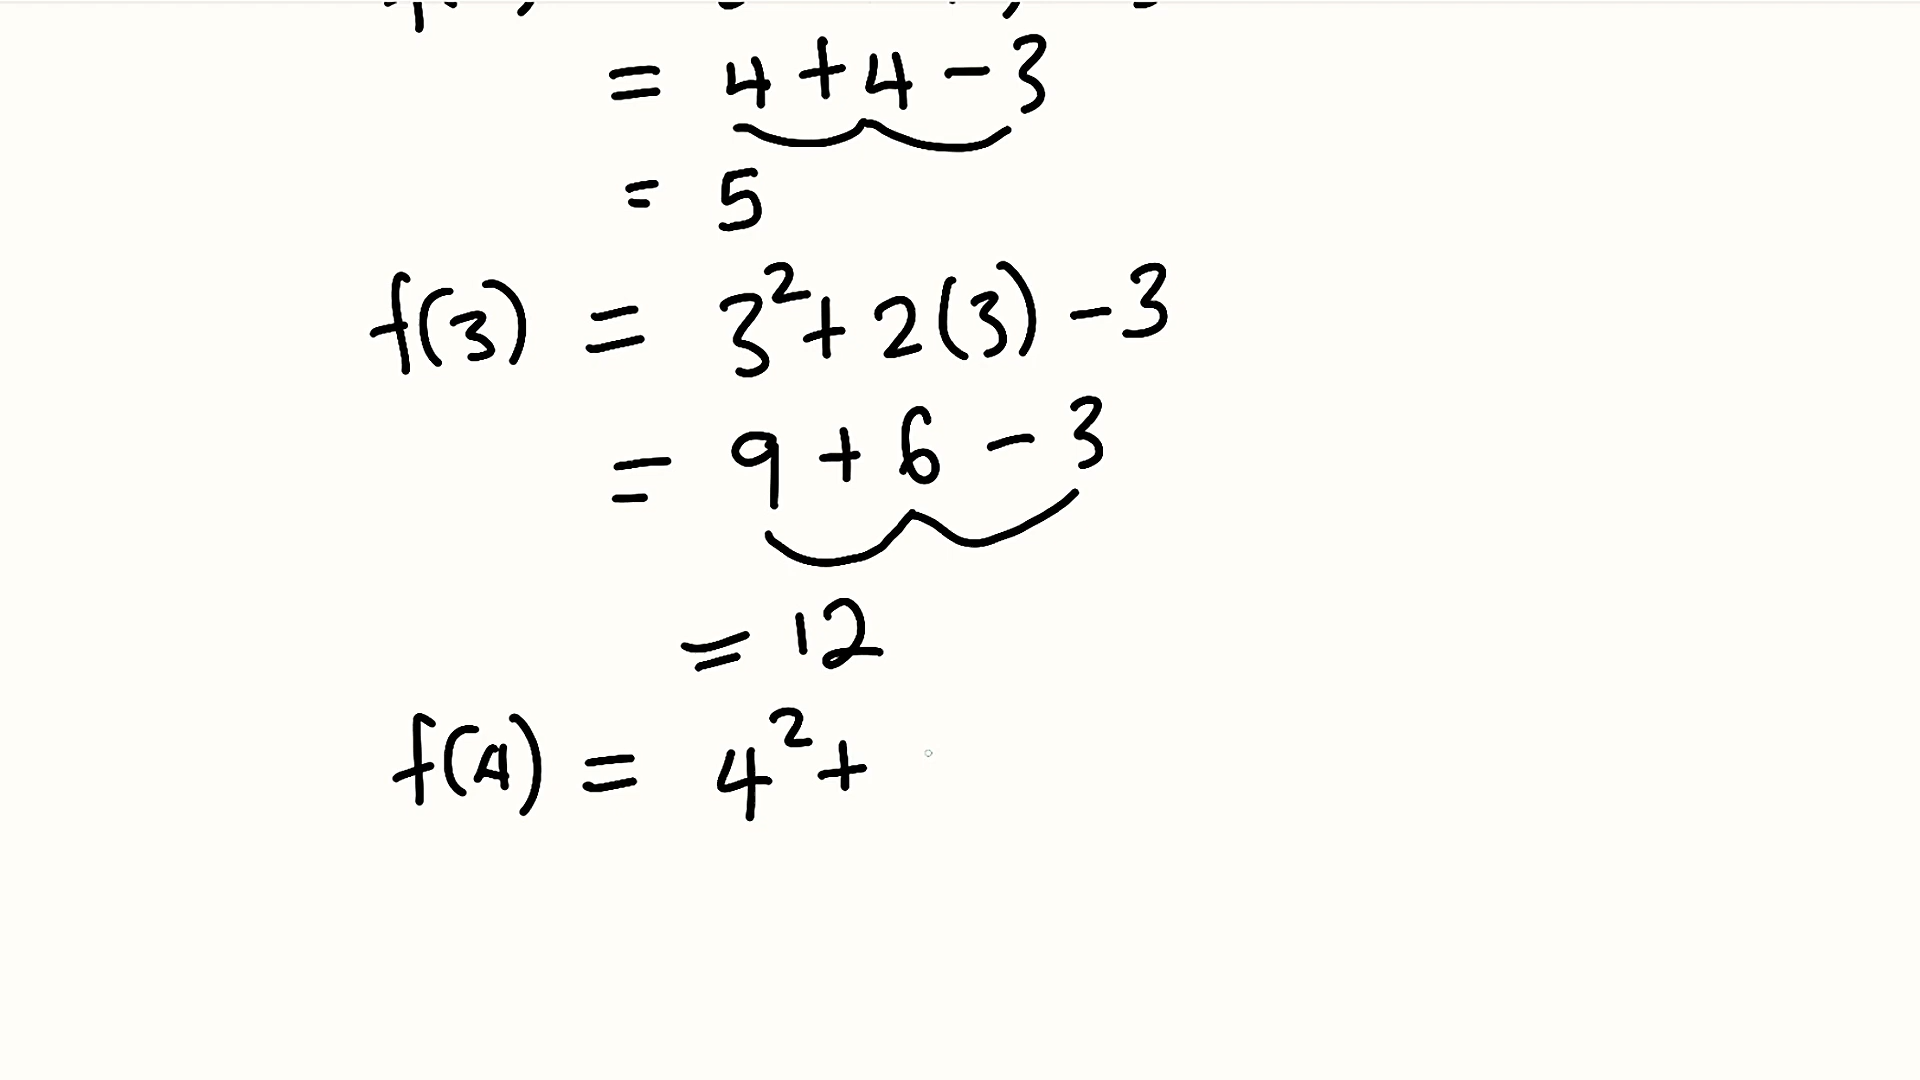 = 4 + 4 - 3
= 5
f(3) = 3² + 2(3) - 3
= 9 + 6 - 3
= 12
f(4) = 4² +